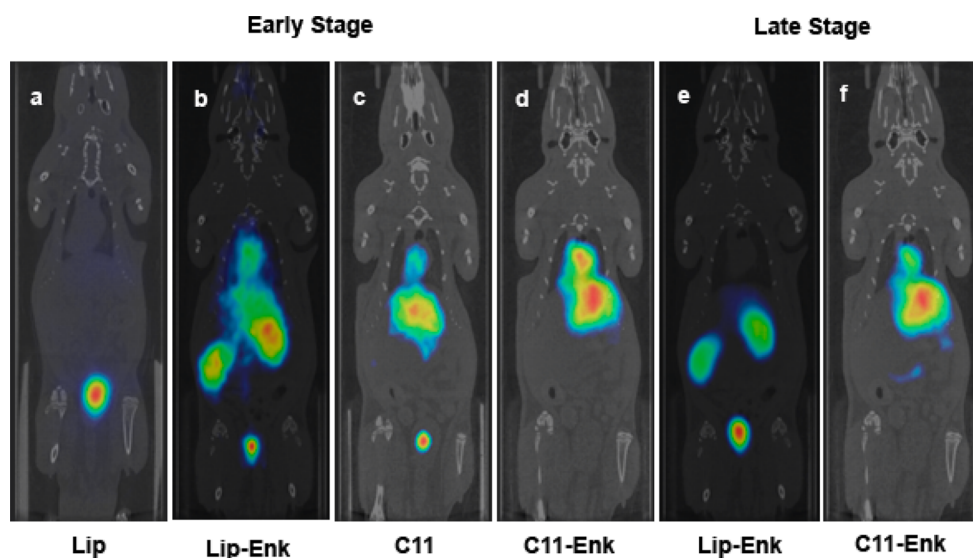 Early Stage
Late Stage
a
b
c
d
e
f
Lip
Lip-Enk
C11
C11-Enk
Lip-Enk
C11-Enk